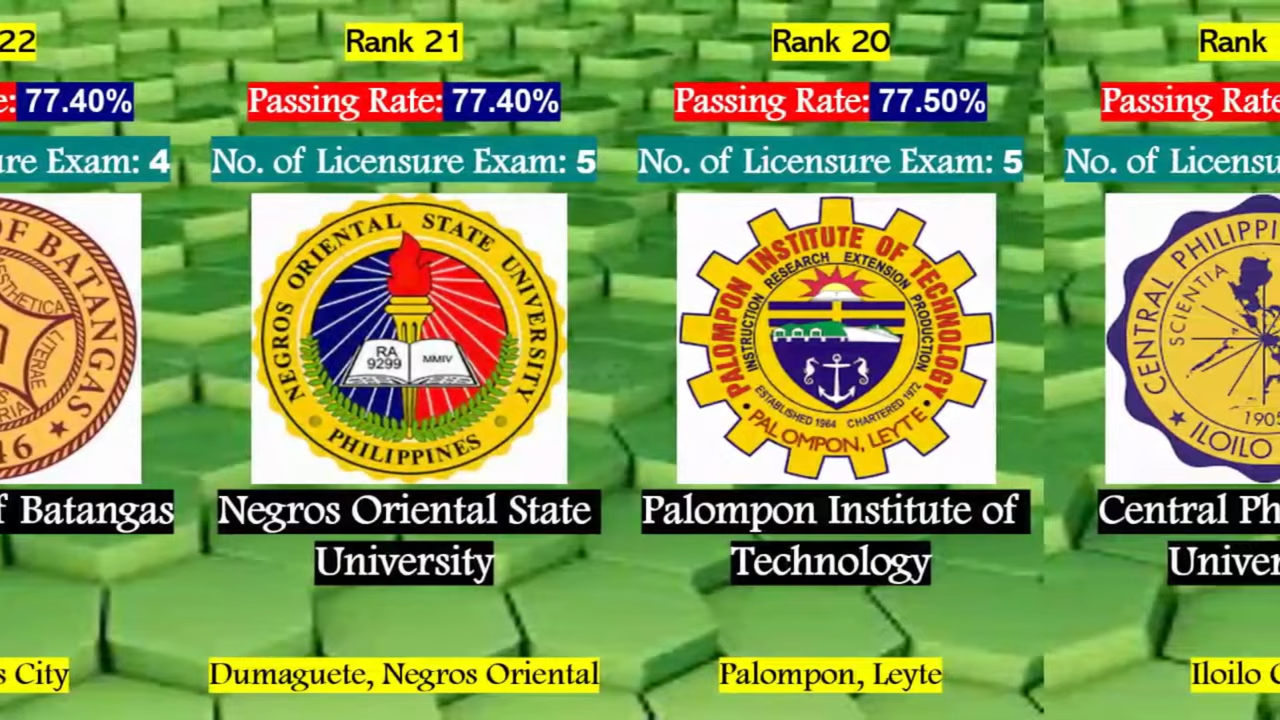 22
Rank 21
Rank 20
Rank
77.40%
Passing Rate: 77.40%
Passing Rate: 77.50%
Passing Rate
Exam: 4
No. of Licensure Exam: 5
No. of Licensure Exam: 5
No. of
OF BATANGAS
AESTHETICA
LITERAE
NEGROS ORIENTAL STATE UNIVERSITY
RA
9299
MMIV
PHILIPPINES
PALOMPON INSTITUTE OF TECHNOLOGY
INSTRUCTION RESEARCH EXTENSION PRODUCTION
ESTABLISHED 1964 CHARTERED 1972
PALOMPON, LEYTE
CENTRAL
SCIENTIA
1905
ILOILO
Batangas
Negros Oriental State
University
Palompon Institute of
Technology
Central
City
Dumaguete, Negros Oriental
Palompon, Leyte
Iloilo